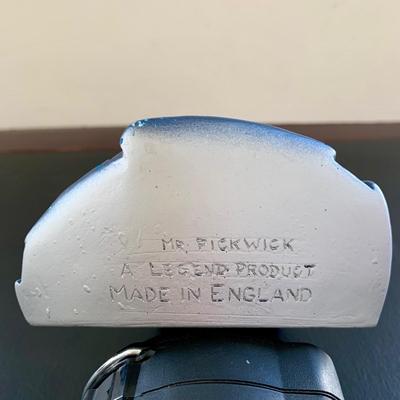 MR. PICKWICK
A LEGEND PRODUCT
MADE IN ENGLAND